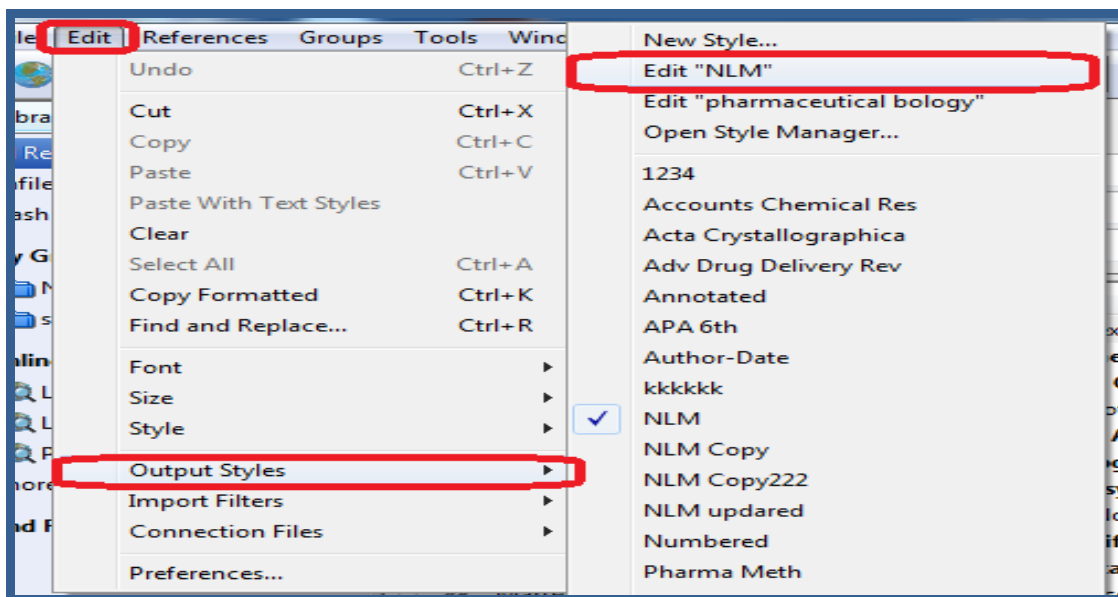 Edit References Groups Tools
Undo Ctrl+Z
Cut Ctrl+X
Copy Ctrl+C
Paste Ctrl+V
Paste With Text Styles
Clear
Select All Ctrl+A
Copy Formatted Ctrl+K
Find and Replace... Ctrl+R
Font
Size
Style
Output Styles
Import Filters
Connection Files
Preferences...
New Style...
Edit "NLM"
Edit "pharmaceutical bology"
Open Style Manager...
1234
Accounts Chemical Res
Acta Crystallographica
Adv Drug Delivery Rev
Annotated
APA 6th
Author-Date
kkkkkk
NLM
NLM Copy
NLM Copy222
NLM updared
Numbered
Pharma Meth